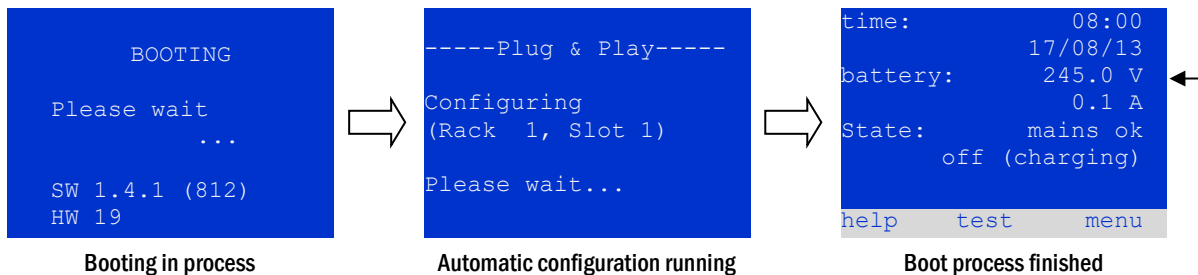 BOOTING
Please wait
...
SW 1.4.1 (812)
HW 19
Booting in process
-----Plug & Play-----
Configuring
(Rack 1, Slot 1)
Please wait...
Automatic configuration running
time: 08:00
17/08/13
battery: 245.0 V
0.1 A
State: mains ok
off (charging)
help test menu
Boot process finished